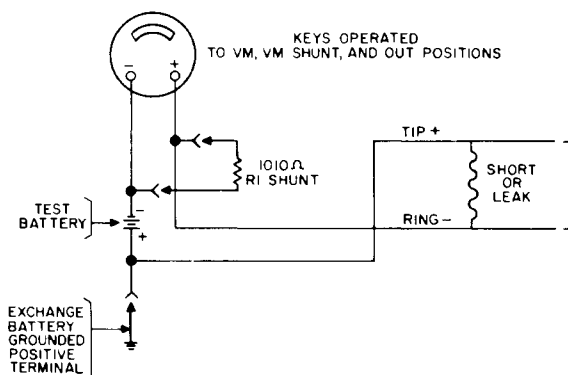 KEYS OPERATED
TO VM, VM SHUNT, AND OUT POSITIONS
- +
TIP +
1010Ω
R1 SHUNT
SHORT
OR
LEAK
TEST
BATTERY
-
+
RING -
EXCHANGE
BATTERY
GROUNDED
POSITIVE
TERMINAL